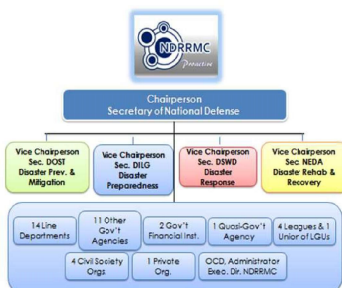 NDRRMC
Proactive
Chairperson
Secretary of National Defense
Vice Chairperson
Sec. DOST
Disaster Prev. &
Mitigation
Vice Chairperson
Sec. DILG
Disaster
Preparedness
Vice Chairperson
Sec. DSWD
Disaster
Response
Vice Chairperson
Sec NEDA
Disaster Rehab &
Recovery
14 Line
Departments
11 Other
Gov't
Agencies
2 Gov't
Financial Inst.
1 Quasi-Gov't
Agency
4 Leagues & 1
Union of LGUs
4 Civil Society
Orgs
1 Private
Org.
OCD, Administrator
Exec. Dir. NDRRMC